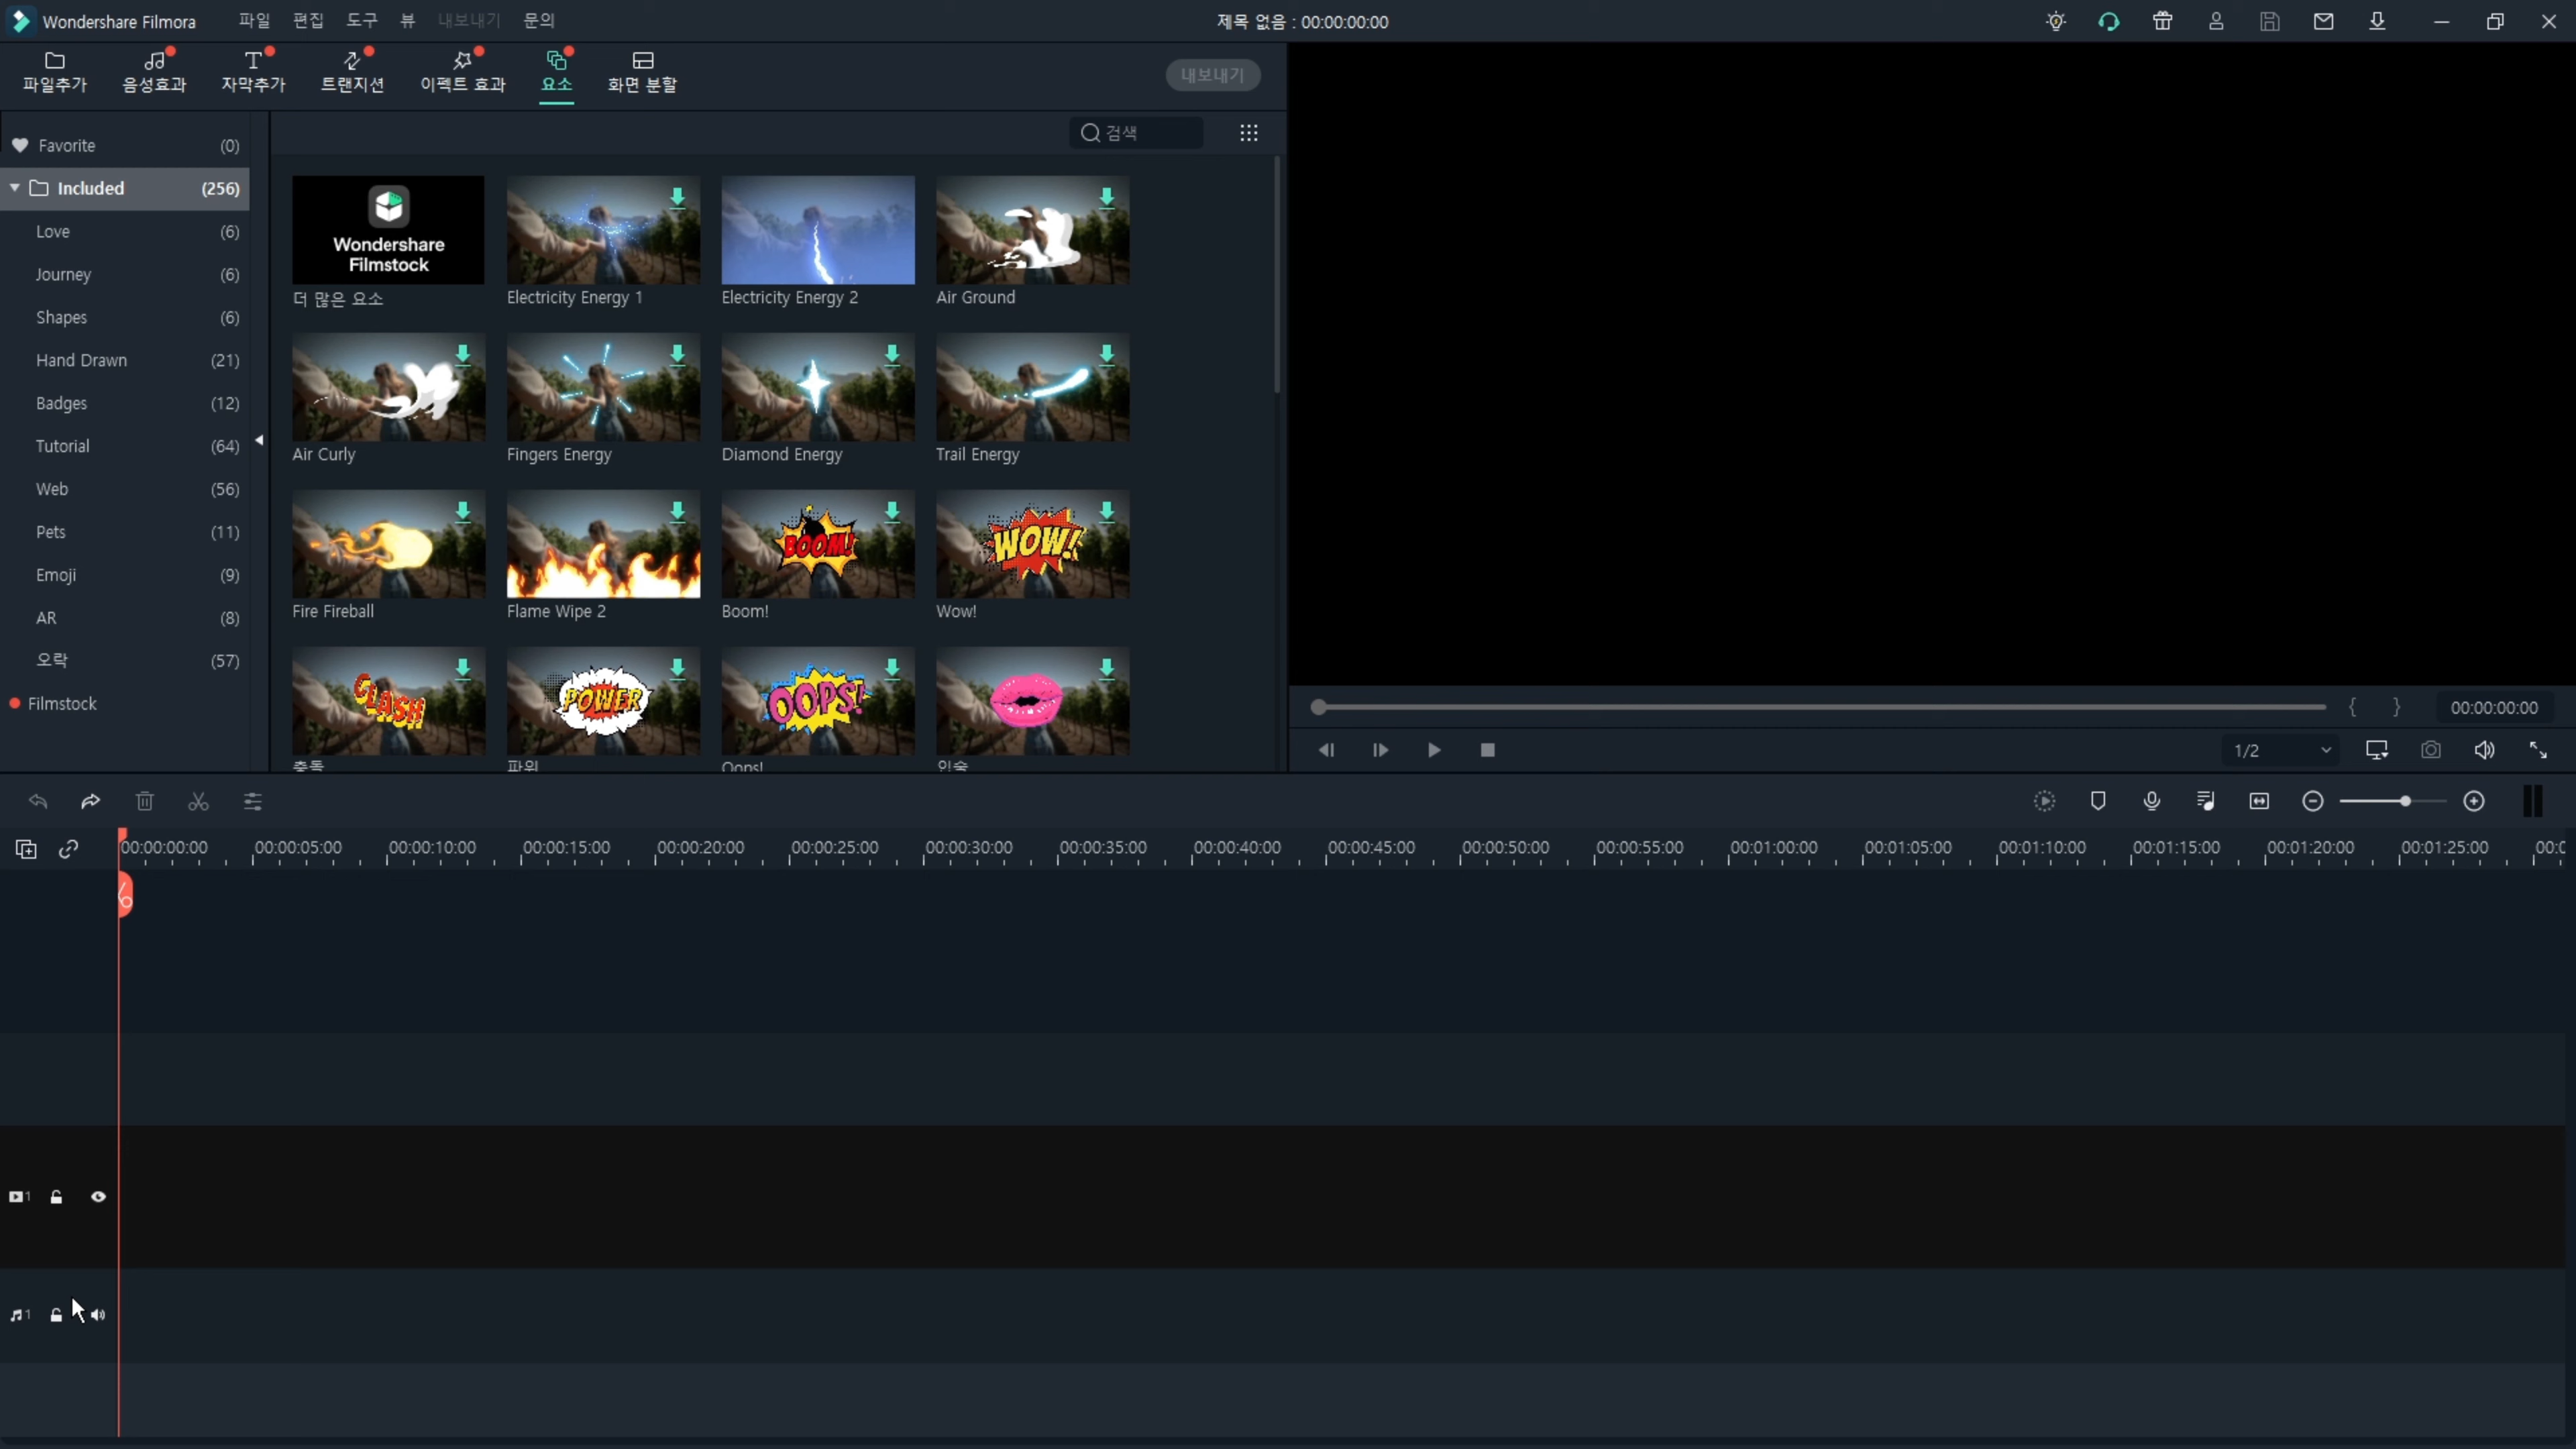 Wondershare Filmora
파일 편집 도구 뷰 내보내기 문의
제목 없음 : 00:00:00:00
파일추가 음성효과 자막추가 트랜지션 이펙트 효과 요소 화면 분할
내보내기
검색
Favorite (0)
Included (256)
Love (6)
Journey (6)
Shapes (6)
Hand Drawn (21)
Badges (12)
Tutorial (64)
Web (56)
Pets (11)
Emoji (9)
AR (8)
오락 (57)
Filmstock
Wondershare
Filmstock
더 많은 요소 Electricity Energy 1 Electricity Energy 2 Air Ground
Air Curly Fingers Energy Diamond Energy Trail Energy
BOOM! WOW!
Fire Fireball Flame Wipe 2 Boom! Wow!
CLASH POWER OOPS!
충돌 파워 Oops! 입술
{ } 00:00:00:00
1/2
00:00:00:00 00:00:05:00 00:00:10:00 00:00:15:00 00:00:20:00 00:00:25:00 00:00:30:00 00:00:35:00 00:00:40:00 00:00:45:00 00:00:50:00 00:00:55:00 00:01:00:00 00:01:05:00 00:01:10:00 00:01:15:00 00:01:20:00 00:01:25:00 00:0
1
1